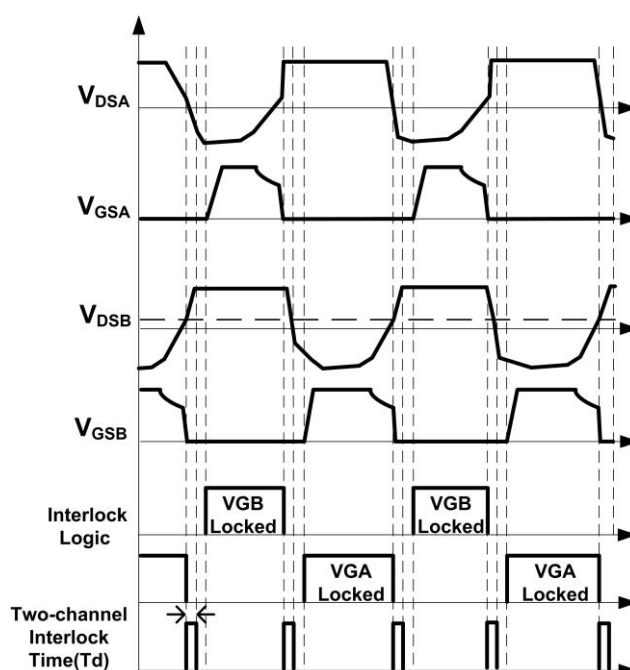 VDSA
VGSA
VDSB
VGSB
Interlock
Logic
VGB
Locked
VGB
Locked
VGA
Locked
VGA
Locked
Two-channel
Interlock
Time(Td)